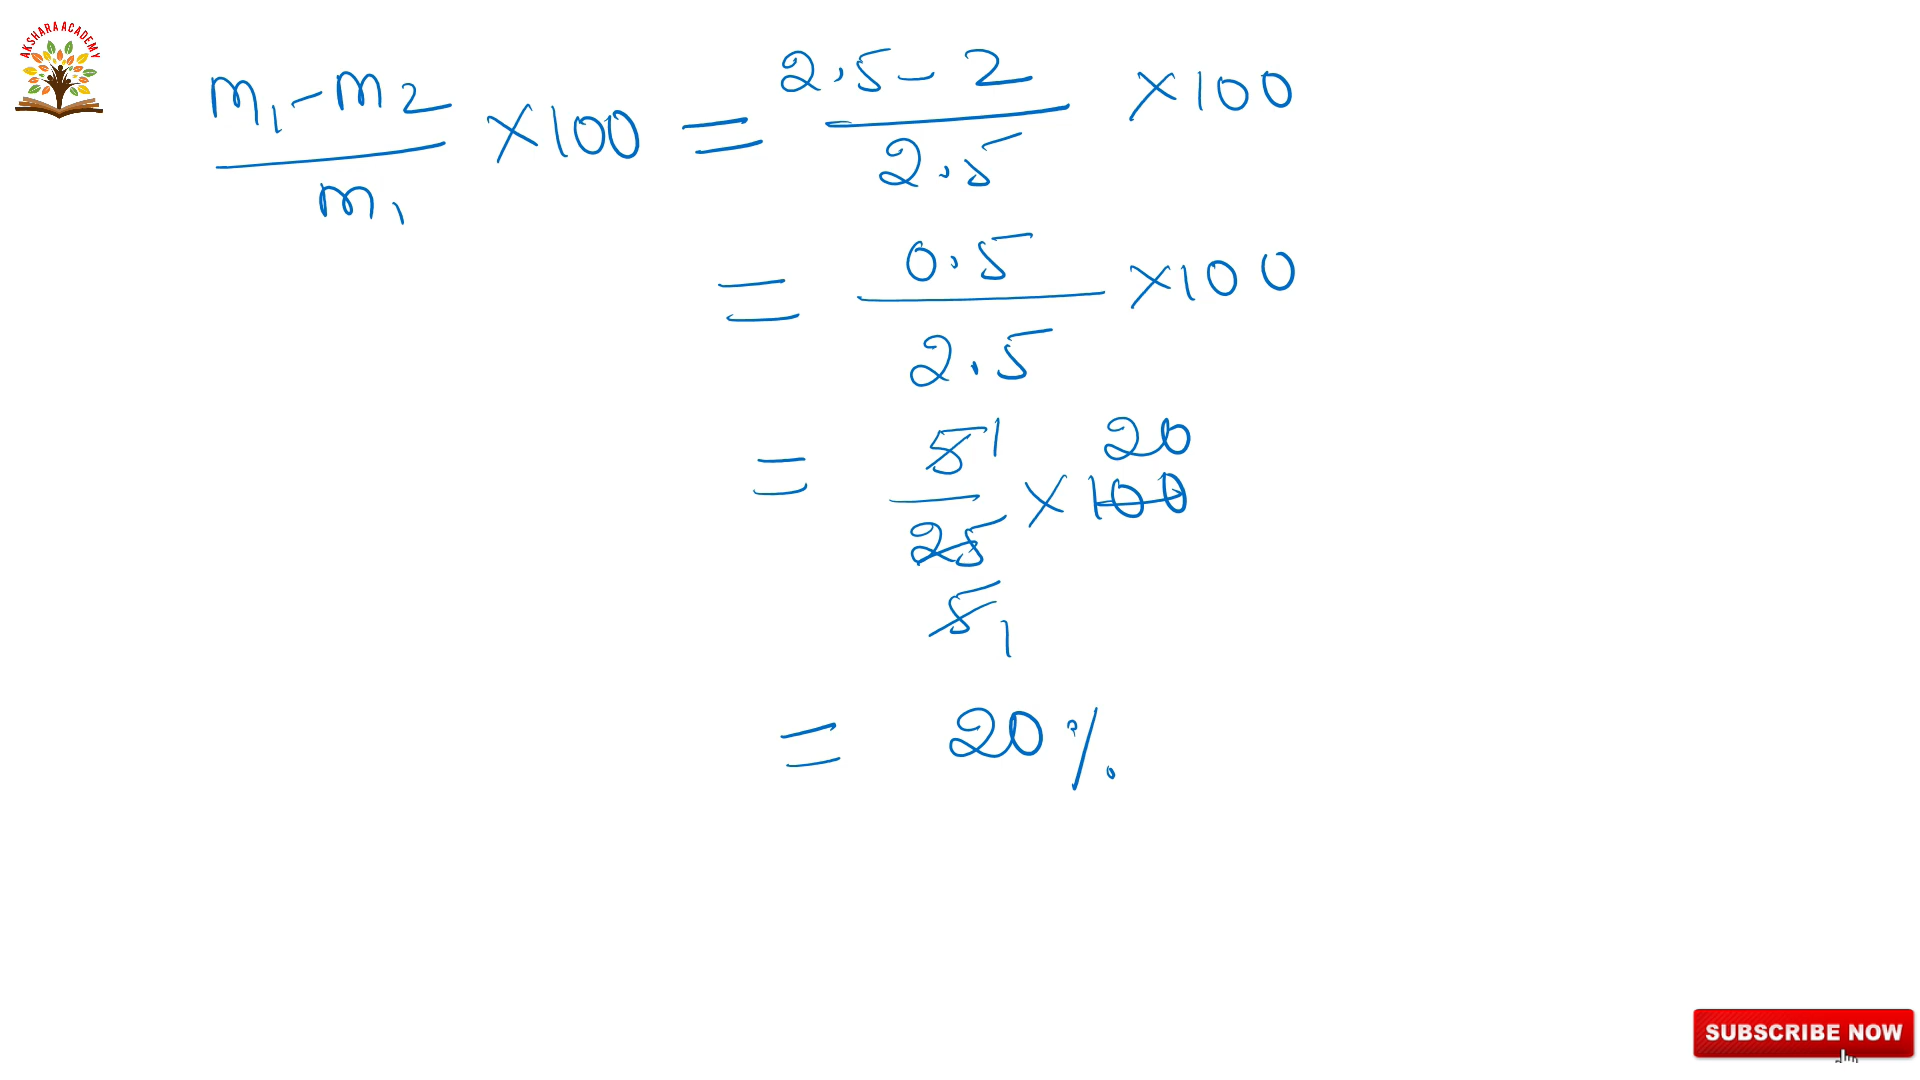 AKSHARA ACADEMY
m₁ - m₂ / m₁ × 100 = 2.5 - 2 / 2.5 × 100
= 0.5 / 2.5 × 100
= 5 1 / 25 5 1 × 100 20
= 20%.
SUBSCRIBE NOW